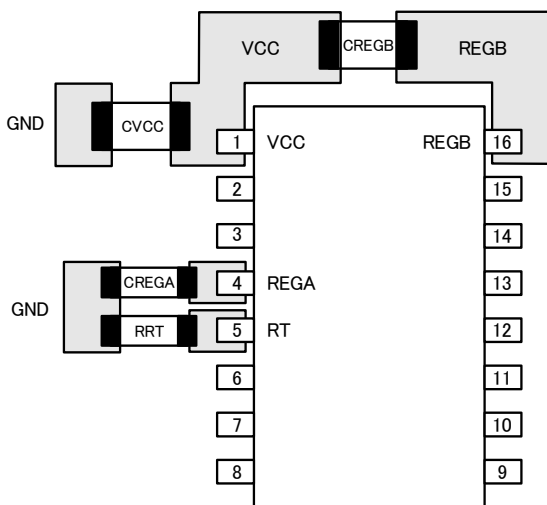 VCC CREGB REGB
GND CVCC
1 VCC REGB 16
2 15
3 14
CREGA 4 REGA 13
GND
RRT 5 RT 12
6 11
7 10
8 9